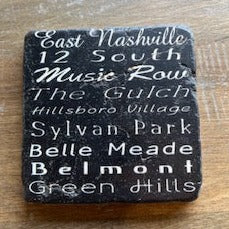 East Nashville
12 South
Music Row
The Gulch
Hillsboro Village
Sylvan Park
Belle Meade
Belmont
Green Hills